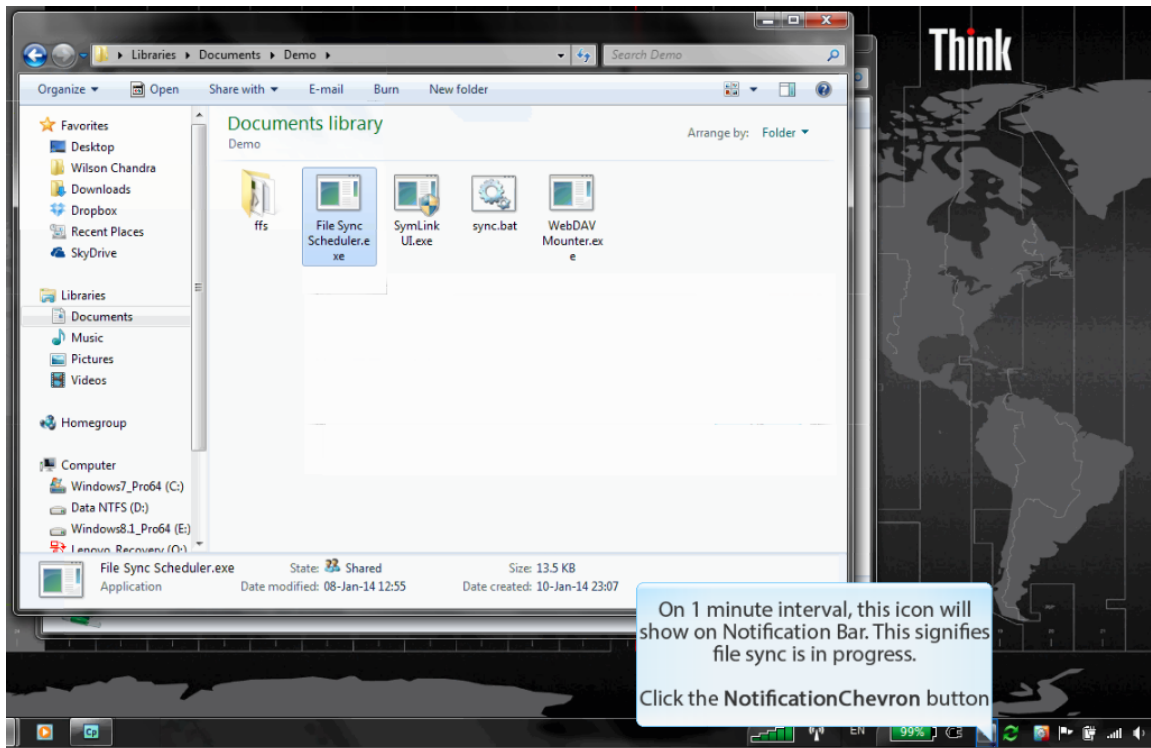 Think
Libraries Documents Demo
Search Demo
Organize Open Share with E-mail Burn New folder
Favorites
Desktop
Wilson Chandra
Downloads
Dropbox
Recent Places
SkyDrive
Libraries
Documents
Music
Pictures
Videos
Homegroup
Computer
Windows7_Pro64 (C:)
Data NTFS (D:)
Windows8.1_Pro64 (E:)
Lenovo_Recovery (Q:)
Documents library
Demo
Arrange by: Folder
ffs
File Sync
Scheduler.e
xe
SymLink
UI.exe
sync.bat
WebDAV
Mounter.ex
e
File Sync Scheduler.exe
Application
State: Shared
Date modified: 08-Jan-14 12:55
Size: 13.5 KB
Date created: 10-Jan-14 23:07
On 1 minute interval, this icon will
show on Notification Bar. This signifies
file sync is in progress.
Click the NotificationChevron button
Cp
EN
99%